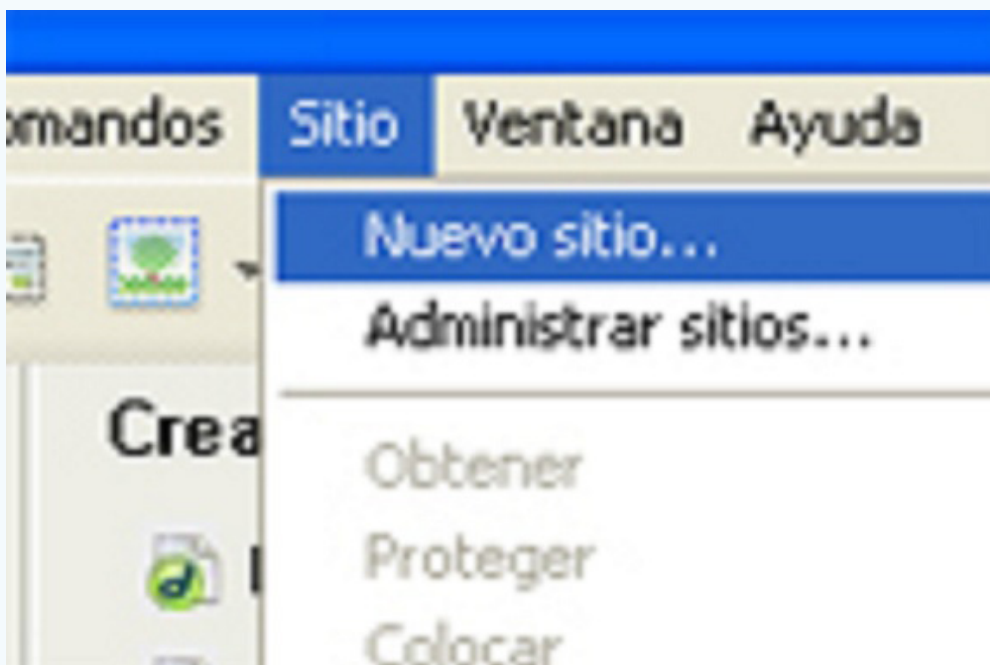 omandos Sitio Ventana Ayuda
Nuevo sitio...
Administrar sitios...
Crea
Obtener
Proteger
Colocar